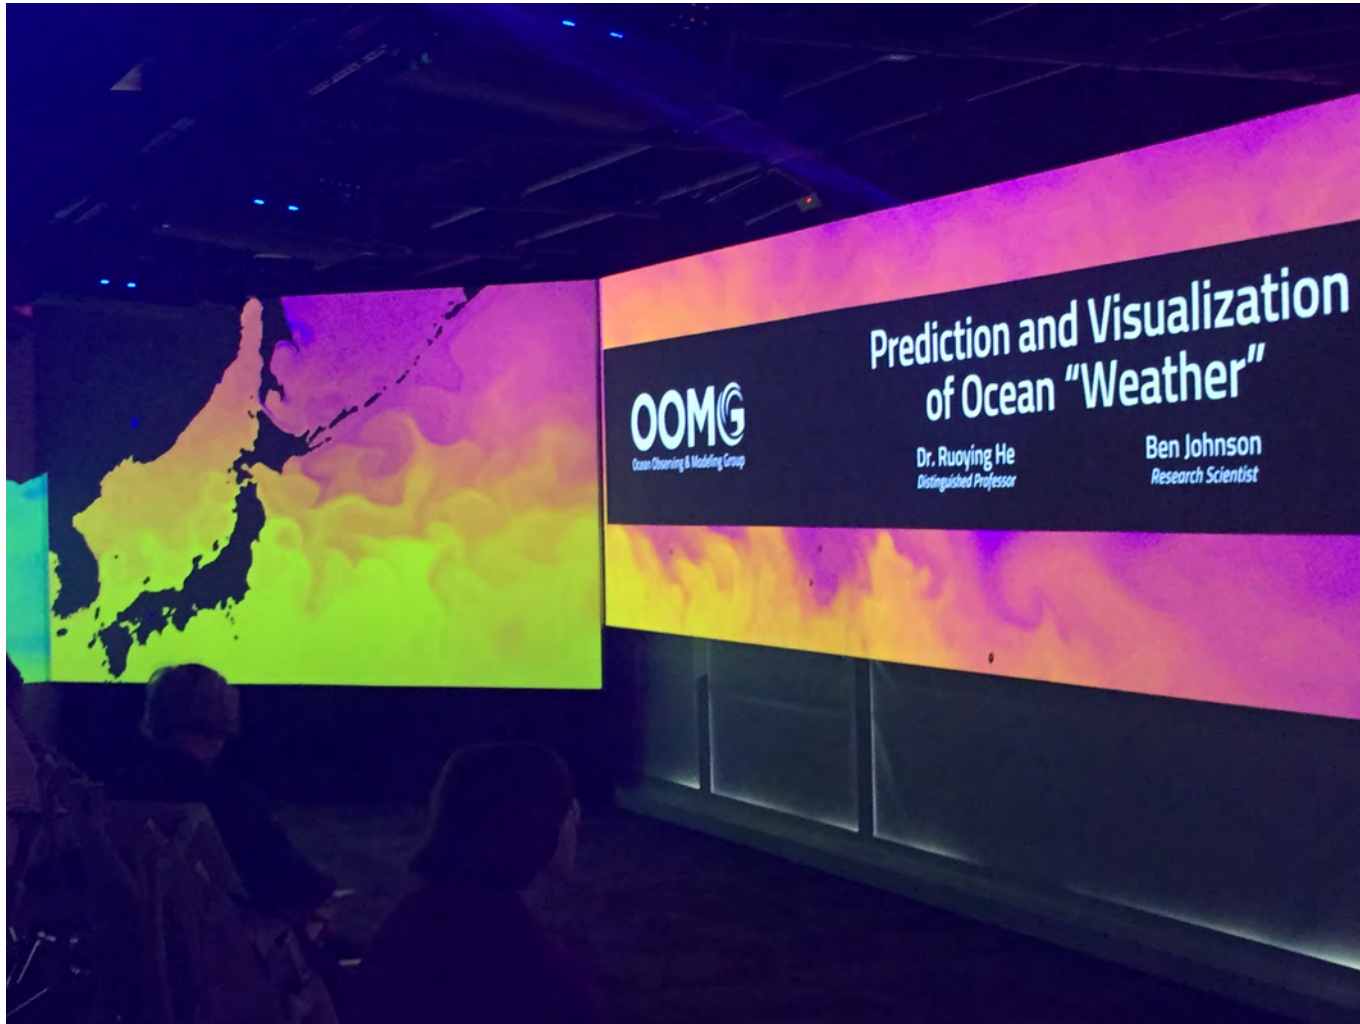 Prediction and Visualization
of Ocean “Weather”
OOMG
Ocean Observing & Modeling Group
Dr. Ruoying He
Distinguished Professor
Ben Johnson
Research Scientist